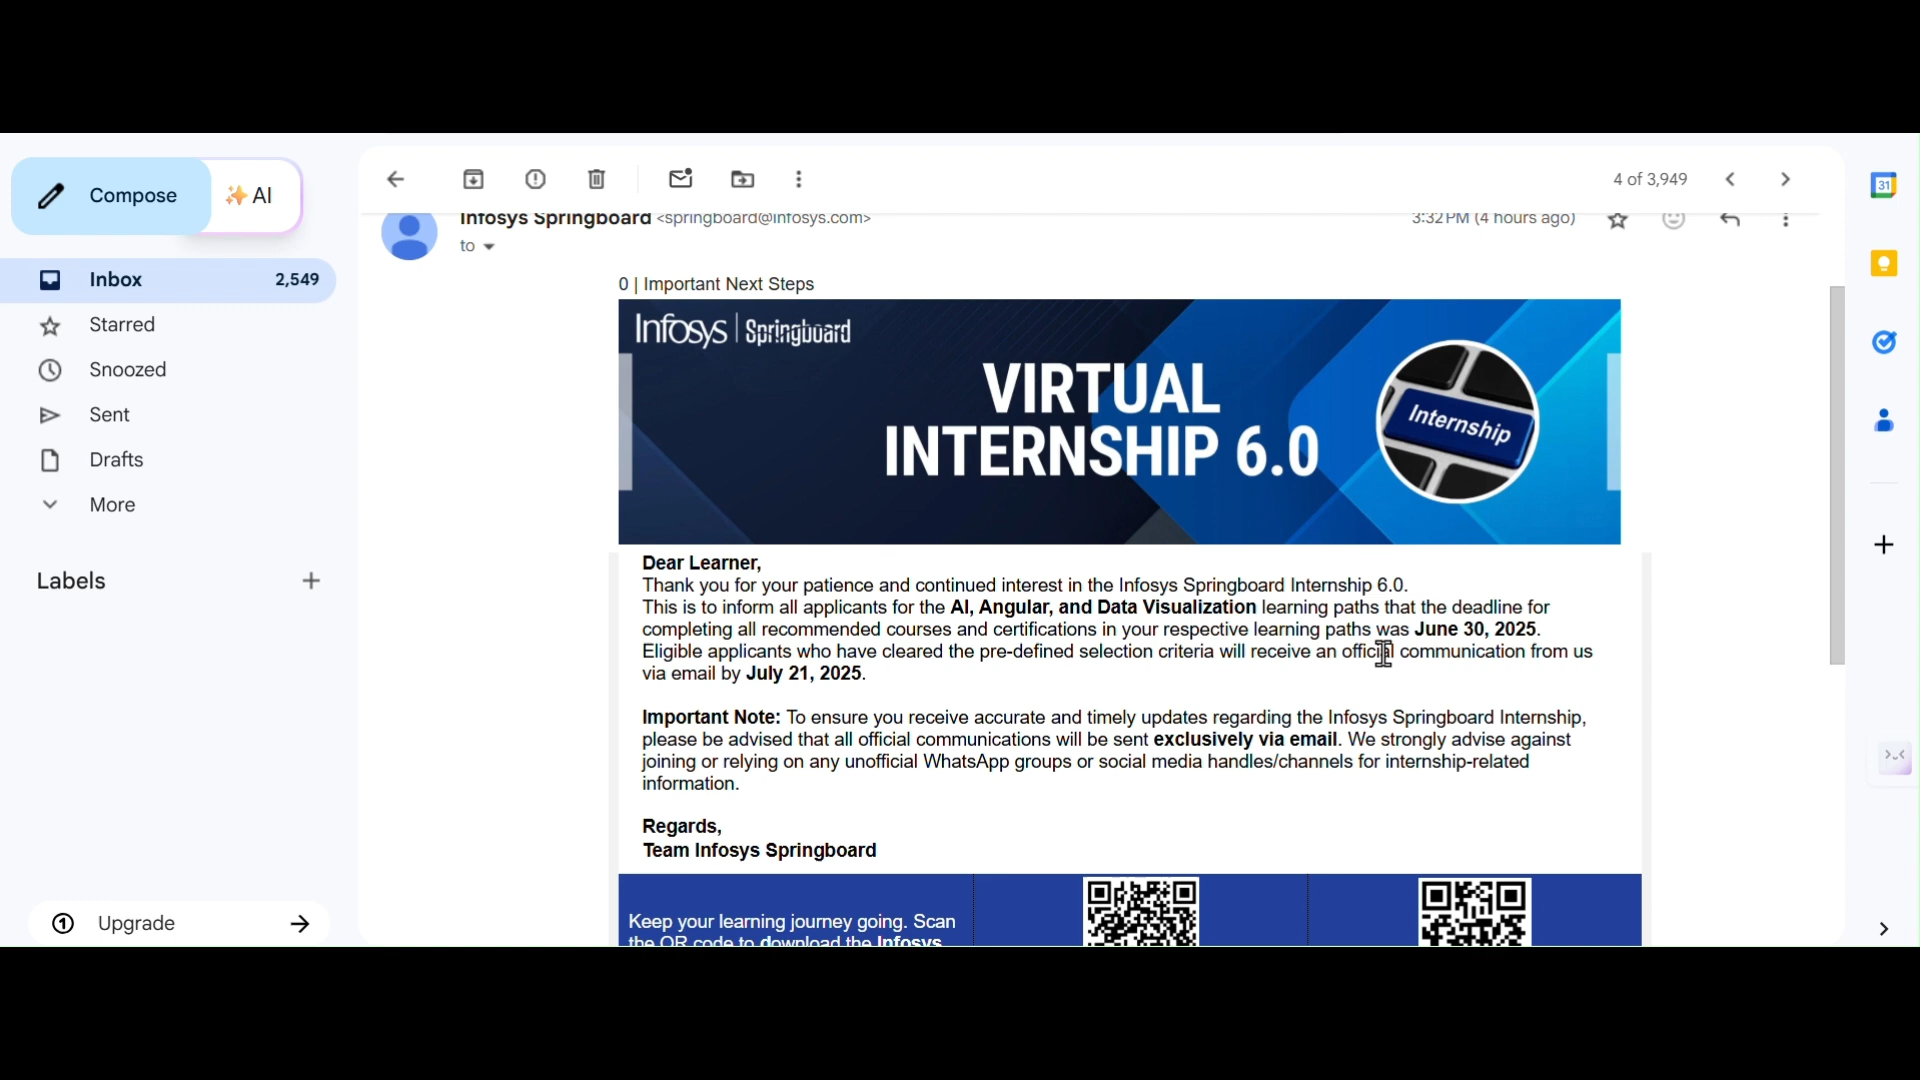 Compose
AI
4 of 3,949
31
Infosys Springboard <springboard@infosys.com>
3:32 PM (4 hours ago)
to
Inbox 2,549
Starred
Snoozed
Sent
Drafts
More
Labels
Upgrade
0 | Important Next Steps
Infosys | Springboard
VIRTUAL
INTERNSHIP 6.0
Internship
Dear Learner,
Thank you for your patience and continued interest in the Infosys Springboard Internship 6.0.
This is to inform all applicants for the AI, Angular, and Data Visualization learning paths that the deadline for
completing all recommended courses and certifications in your respective learning paths was June 30, 2025.
Eligible applicants who have cleared the pre-defined selection criteria will receive an official communication from us
via email by July 21, 2025.
Important Note: To ensure you receive accurate and timely updates regarding the Infosys Springboard Internship,
please be advised that all official communications will be sent exclusively via email. We strongly advise against
joining or relying on any unofficial WhatsApp groups or social media handles/channels for internship-related
information.
Regards,
Team Infosys Springboard
Keep your learning journey going. Scan
the QR code to download the Infosys